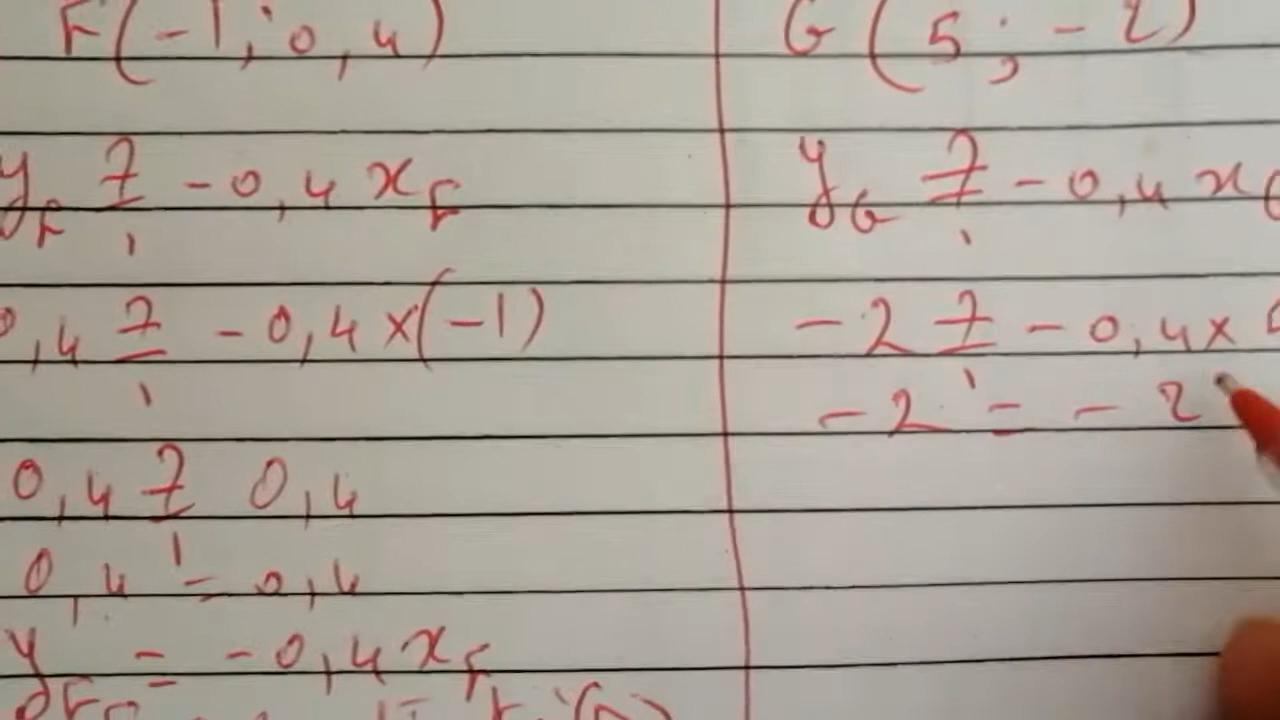 F(-1; 0,4)
y_F ≟ -0,4 x_F
0,4 ≟ -0,4 × (-1)
0,4 ≟ 0,4
0,4 = 0,4
y_F = -0,4 x_F
G(5; -2)
y_G ≟ -0,4 x_G
-2 ≟ -0,4 × 5
-2 = -2